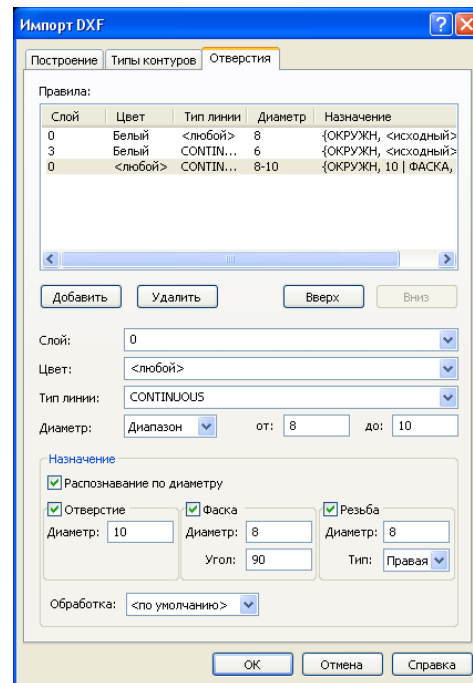 Импорт DXF
Построение Типы контуров Отверстия
Правила:
Слой Цвет Тип линии Диаметр Назначение
0 Белый <любой> 8 {ОКРУЖН, <исходный>
3 Белый CONTIN... 6 {ОКРУЖН, <исходный>
0 <любой> CONTIN... 8-10 {ОКРУЖН, 10 | ФАСКА,
Добавить Удалить Вверх Вниз
Слой: 0
Цвет: <любой>
Тип линии: CONTINUOUS
Диаметр: Диапазон от: 8 до: 10
Назначение
Распознавание по диаметру
Отверстие Фаска Резьба
Диаметр: 10 Диаметр: 8 Диаметр: 8
Угол: 90 Тип: Правая
Обработка: <по умолчанию>
OK Отмена Справка